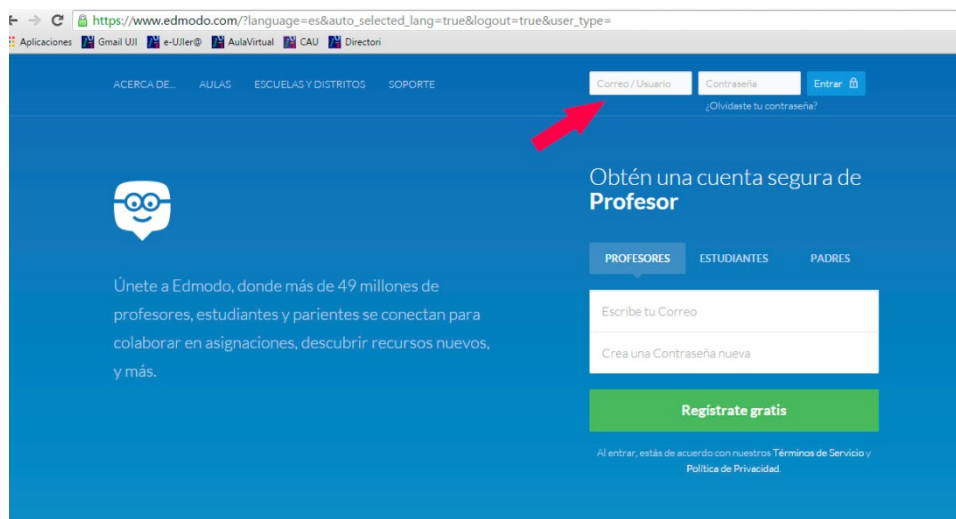 https://www.edmodo.com/?language=es&auto_selected_lang=true&logout=true&user_type=
Aplicaciones Gmail UJI e-UJIer@ AulaVirtual CAU Directori
ACERCA DE... AULAS ESCUELAS Y DISTRITOS SOPORTE Correo / Usuario Contraseña Entrar
¿Olvidaste tu contraseña?
Obtén una cuenta segura de
Profesor
PROFESORES ESTUDIANTES PADRES
Únete a Edmodo, donde más de 49 millones de
profesores, estudiantes y parientes se conectan para
colaborar en asignaciones, descubrir recursos nuevos,
y más.
Escribe tu Correo
Crea una Contraseña nueva
Regístrate gratis
Al entrar, estás de acuerdo con nuestros Términos de Servicio y
Política de Privacidad.